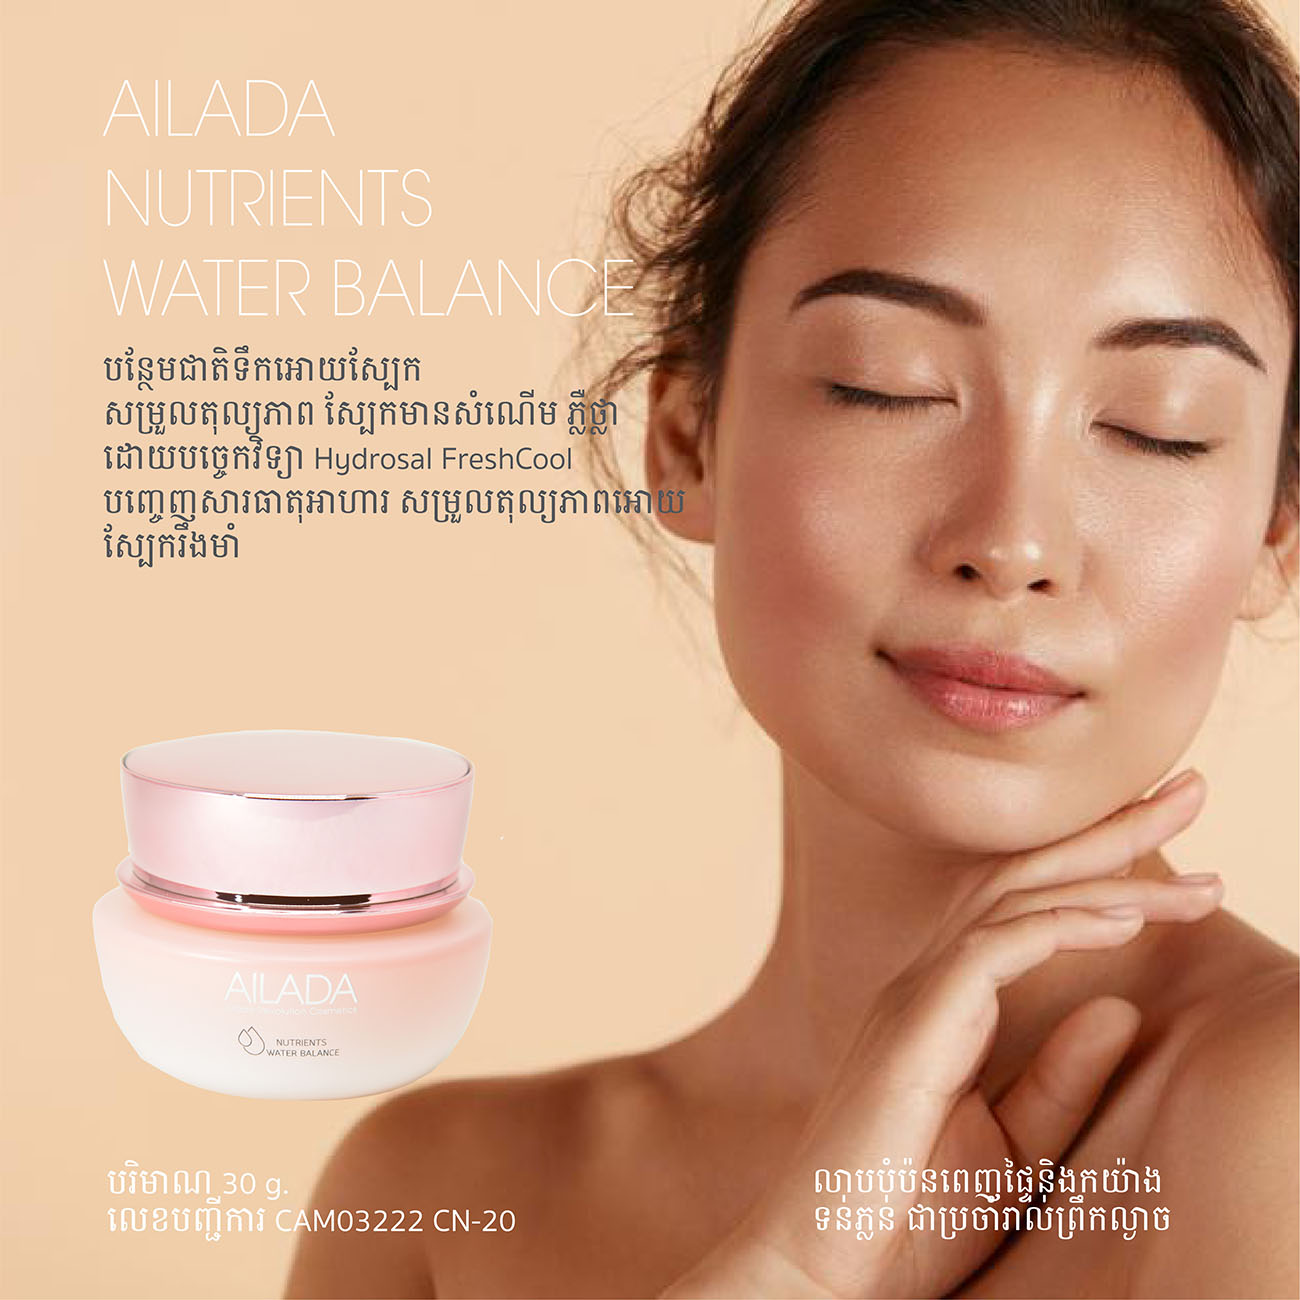 AILADA
NUTRIENTS
WATER BALANCE
បន្ថែមជាតិទឹកអោយស្បែក
សម្រួលតុល្យភាព ស្បែកមានសំណើម ភ្លឺថ្លា
ដោយបច្ចេកវិទ្យា Hydrosal FreshCool
បញ្ចេញសារធាតុអាហារ សម្រួលតុល្យភាពអោយ
ស្បែករឹងមាំ
AILADA
Cosmetics
NUTRIENTS
WATER BALANCE
បរិមាណ 30 g.
លេខបញ្ជីការ CAM03222 CN-20
លាបបុំប៉នពេញផ្ទៃនិងកយ៉ាង
ទន់ភ្លន់ ជាប្រចាំរាល់ព្រឹកល្ងាច